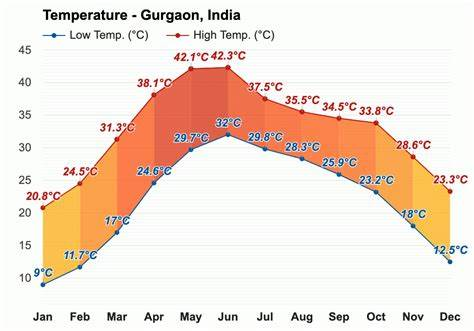 Temperature - Gurgaon, India
Low Temp. (°C) High Temp. (°C)
45
40
35
30
25
20
15
10
20.8°C
24.5°C
31.3°C
38.1°C
42.1°C
42.3°C
37.5°C
35.5°C
34.5°C
33.8°C
28.6°C
23.3°C
9°C
11.7°C
17°C
24.6°C
29.7°C
32°C
29.8°C
28.3°C
25.9°C
23.2°C
18°C
12.5°C
Jan Feb Mar Apr May Jun Jul Aug Sep Oct Nov Dec